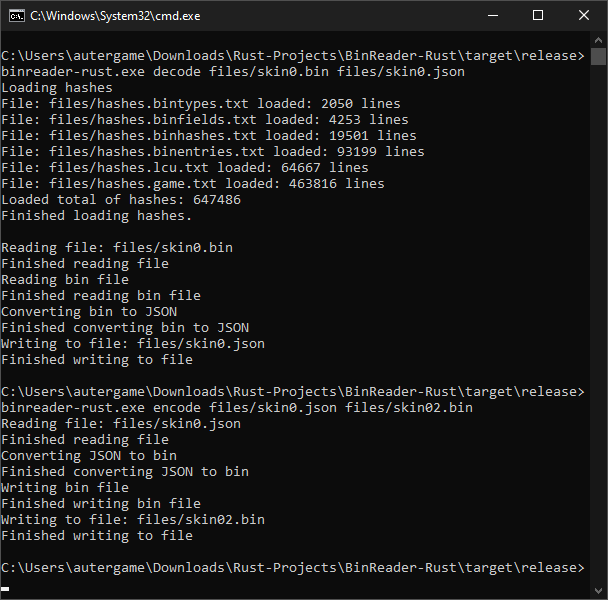 C:\Windows\System32\cmd.exe
C:\Users\autergame\Downloads\Rust-Projects\BinReader-Rust\target\release>
binreader-rust.exe decode files/skin0.bin files/skin0.json
Loading hashes
File: files/hashes.bintypes.txt loaded: 2050 lines
File: files/hashes.binfields.txt loaded: 4253 lines
File: files/hashes.binhashes.txt loaded: 19501 lines
File: files/hashes.binentries.txt loaded: 93199 lines
File: files/hashes.lcu.txt loaded: 64667 lines
File: files/hashes.game.txt loaded: 463816 lines
Loaded total of hashes: 647486
Finished loading hashes.
Reading file: files/skin0.bin
Finished reading file
Reading bin file
Finished reading bin file
Converting bin to JSON
Finished converting bin to JSON
Writing to file: files/skin0.json
Finished writing to file
C:\Users\autergame\Downloads\Rust-Projects\BinReader-Rust\target\release>
binreader-rust.exe encode files/skin0.json files/skin02.bin
Reading file: files/skin0.json
Finished reading file
Converting JSON to bin
Finished converting JSON to bin
Writing bin file
Finished writing bin file
Writing to file: files/skin02.bin
Finished writing to file
C:\Users\autergame\Downloads\Rust-Projects\BinReader-Rust\target\release>